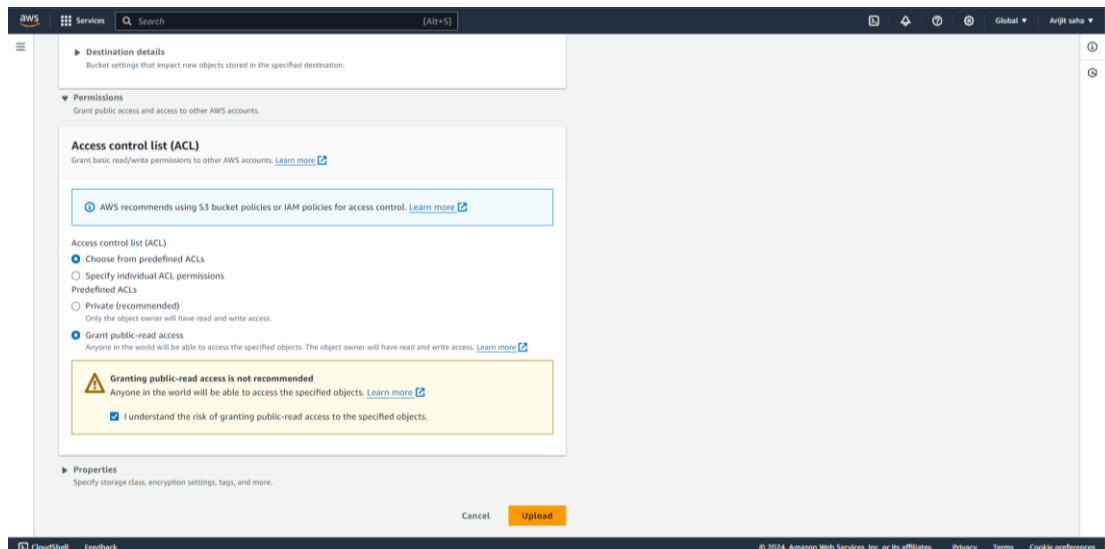 aws Services Search [Alt+S] Global Arijit saha
Destination details
Bucket settings that impact new objects stored in the specified destination.
Permissions
Grant public access and access to other AWS accounts.
Access control list (ACL)
Grant basic read/write permissions to other AWS accounts. Learn more
AWS recommends using S3 bucket policies or IAM policies for access control. Learn more
Access control list (ACL)
Choose from predefined ACLs
Specify individual ACL permissions
Predefined ACLs
Private (recommended)
Only the object owner will have read and write access.
Grant public-read access
Anyone in the world will be able to access the specified objects. The object owner will have read and write access. Learn more
Granting public-read access is not recommended
Anyone in the world will be able to access the specified objects. Learn more
I understand the risk of granting public-read access to the specified objects.
Properties
Specify storage class, encryption settings, tags, and more.
Cancel Upload
CloudShell Feedback © 2024, Amazon Web Services, Inc. or its affiliates. Privacy Terms Cookie preferences